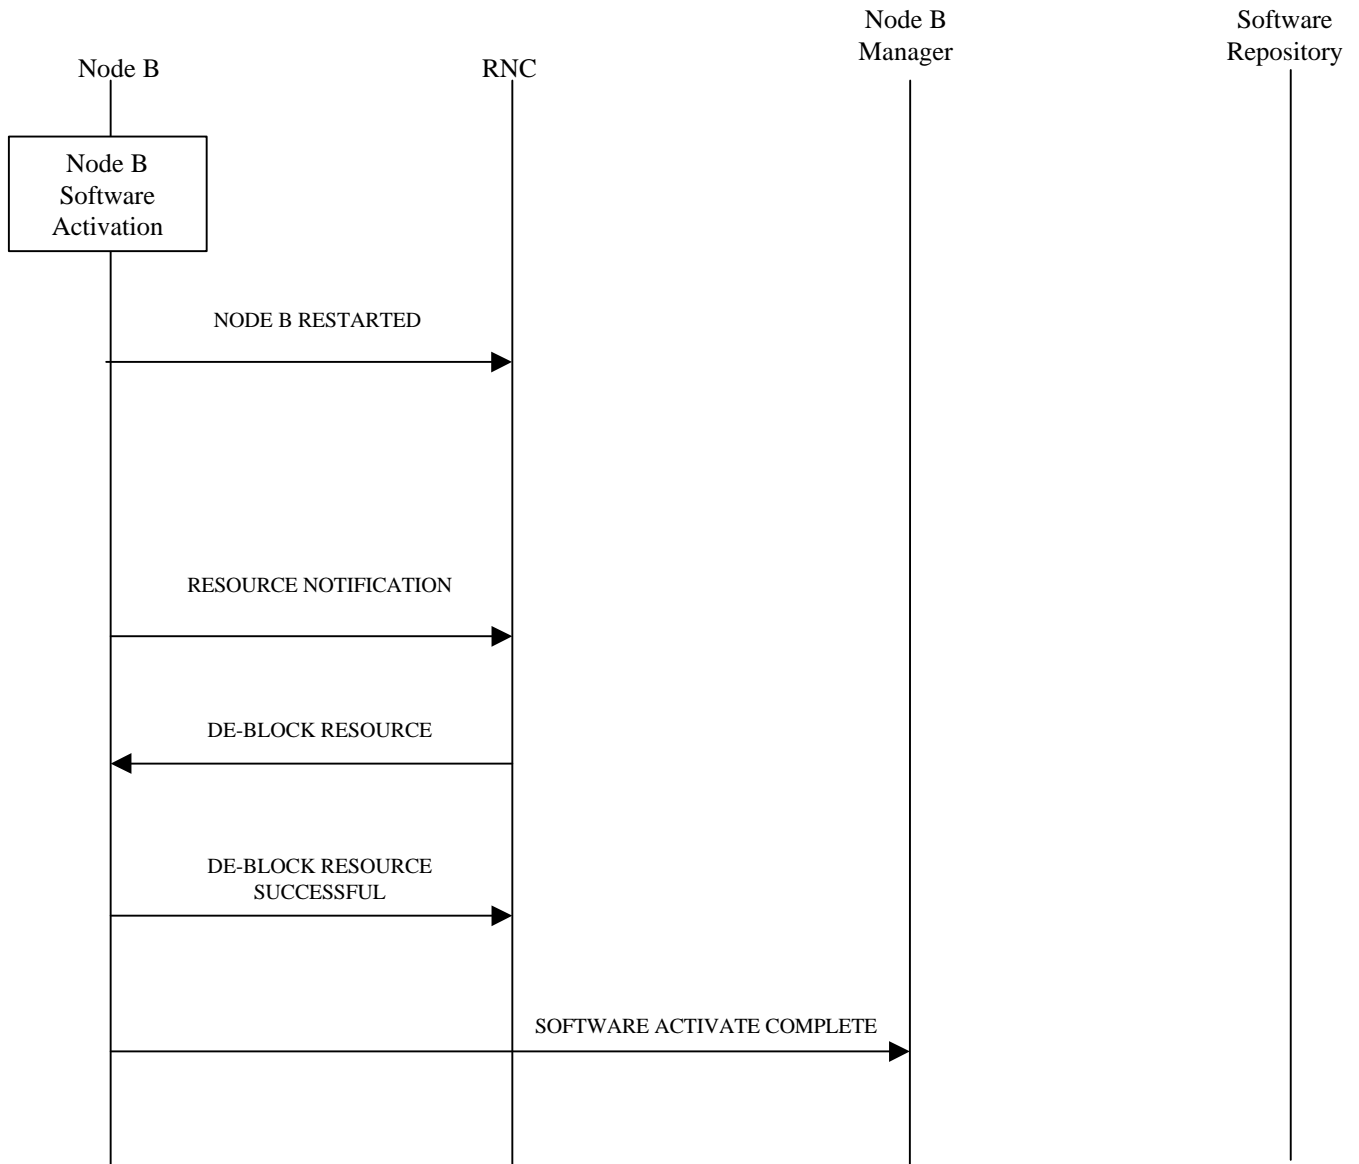 Node B
RNC
Node B
Manager
Software
Repository
Node B
Software
Activation
NODE B RESTARTED
RESOURCE NOTIFICATION
DE-BLOCK RESOURCE
DE-BLOCK RESOURCE
SUCCESSFUL
SOFTWARE ACTIVATE COMPLETE